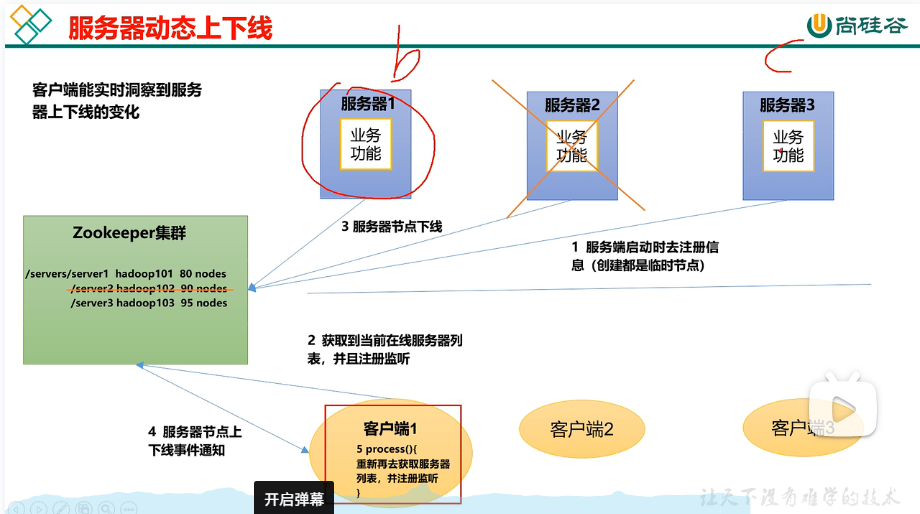 服务器动态上下线
尚硅谷
b
c
客户端能实时洞察到服务
器上下线的变化
服务器1
业务
功能
服务器2
业务
功能
服务器3
业务
功能
3 服务器节点下线
1 服务端启动时去注册信
息（创建都是临时节点）
Zookeeper集群
/servers/server1 hadoop101 80 nodes
/server2 hadoop102 90 nodes
/server3 hadoop103 95 nodes
2 获取到当前在线服务器列
表，并且注册监听
4 服务器节点上
下线事件通知
客户端1
5 process(){
重新再去获取服务器
列表，并注册监听
}
客户端2
客户端3
开启弹幕
让天下没有难学的技术